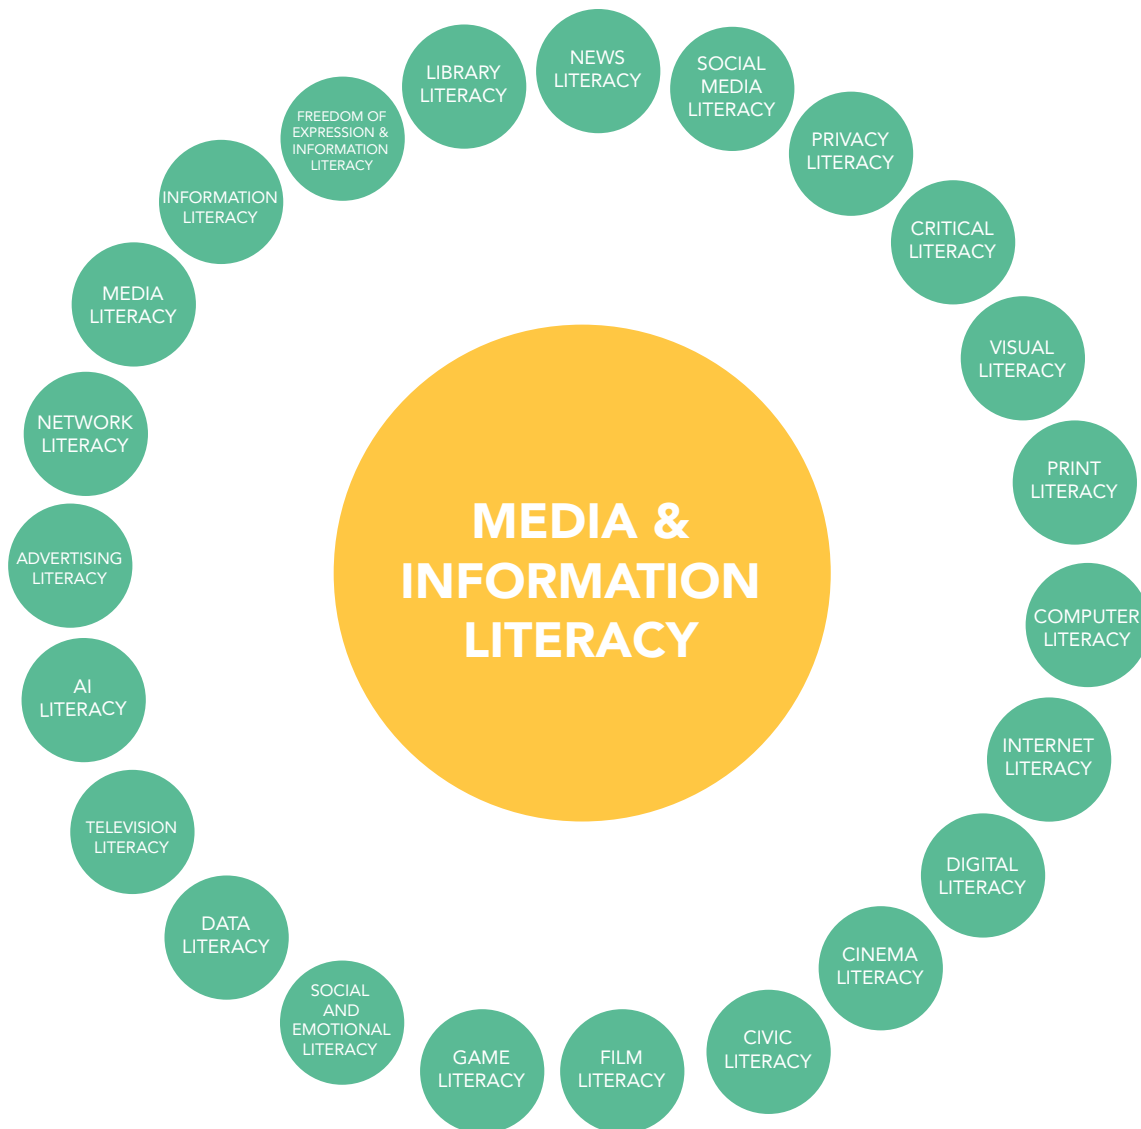 NEWS
LITERACY
SOCIAL
MEDIA
LITERACY
PRIVACY
LITERACY
CRITICAL
LITERACY
VISUAL
LITERACY
PRINT
LITERACY
COMPUTER
LITERACY
INTERNET
LITERACY
DIGITAL
LITERACY
CINEMA
LITERACY
CIVIC
LITERACY
FILM
LITERACY
GAME
LITERACY
SOCIAL
AND
EMOTIONAL
LITERACY
DATA
LITERACY
TELEVISION
LITERACY
AI
LITERACY
ADVERTISING
LITERACY
NETWORK
LITERACY
MEDIA
LITERACY
INFORMATION
LITERACY
FREEDOM OF
EXPRESSION &
INFORMATION
LITERACY
LIBRARY
LITERACY
MEDIA &
INFORMATION
LITERACY